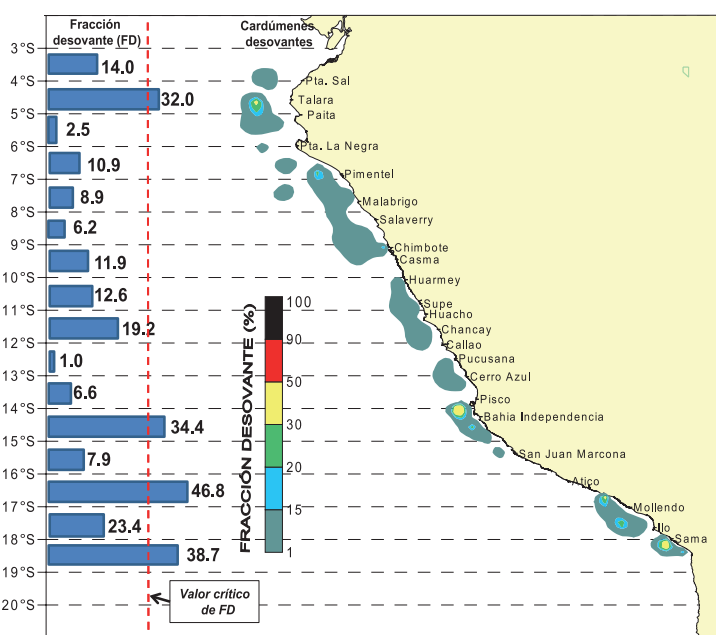 Fracción
desovante (FD)
Cardúmenes
desovantes
3°S
4°S
5°S
6°S
7°S
8°S
9°S
10°S
11°S
12°S
13°S
14°S
15°S
16°S
17°S
18°S
19°S
20°S
14.0
32.0
2.5
10.9
8.9
6.2
11.9
12.6
19.2
1.0
6.6
34.4
7.9
46.8
23.4
38.7
Valor crítico
de FD
FRACCIÓN DESOVANTE (%)
100
90
50
30
20
15
1
Pta. Sal
Talara
Paita
Pta. La Negra
Pimentel
Malabrigo
Salaverry
Chimbote
Casma
Huarmey
Supe
Huacho
Chancay
Callao
Pucusana
Cerro Azul
Pisco
Bahia Independencia
San Juan Marcona
Atico
Mollendo
Ilo
Sama